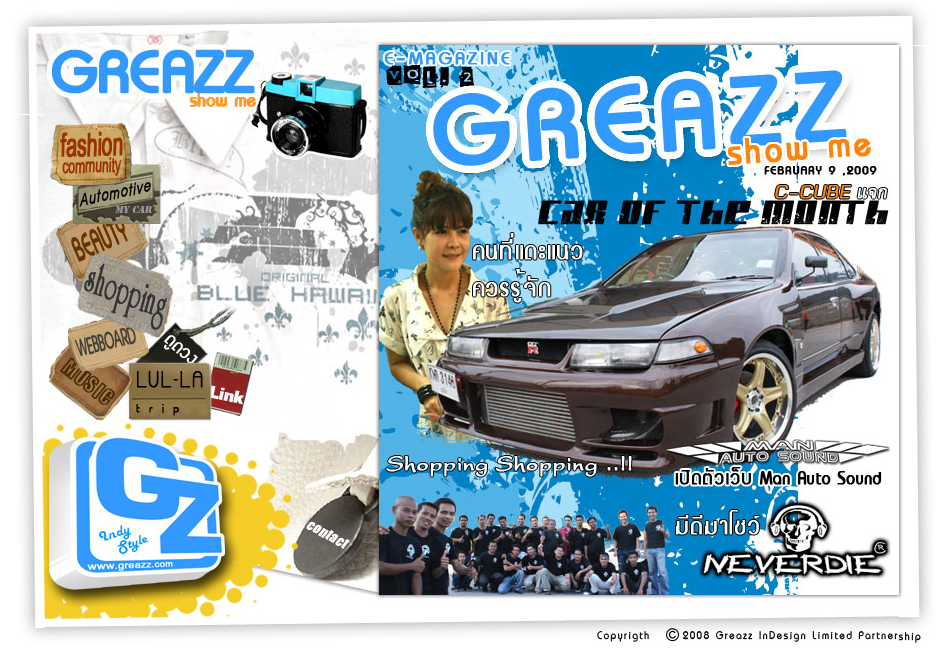 GREAZZ
show me
fashion
community
Automotive
MY CAR
BEAUTY
shopping
WEBBOARD
ดูดวง
MUSIC
LUL-LA
trip
Link
ORIGINAL
BLUE HAWAII
GZ
Indy
Style
www.greazz.com
contact
E-MAGAZINE
VOL. 2
GREAZZ
show me
FEBRUARY 9 ,2009
C-CUBE แจก
CAR OF THE MONTH
คนที่แดะแนว
ควรรู้จัก
MAN
AUTO SOUND
Shopping Shopping ..!!
เปิดตัวเว็บ Man Auto Sound
มีดีมาโชว์
NEVERDIE®
Copyrigth © 2008 Greazz InDesign Limited Partnership